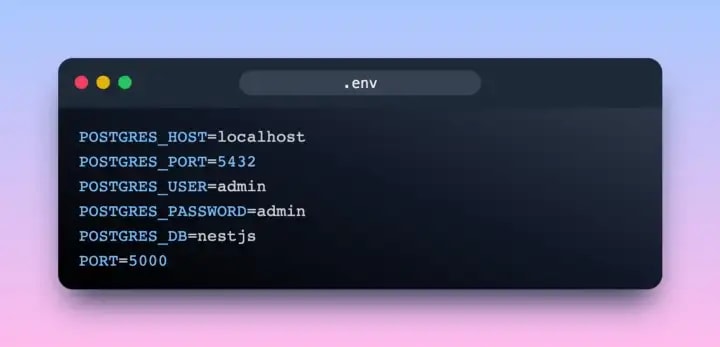 .env
POSTGRES_HOST=localhost
POSTGRES_PORT=5432
POSTGRES_USER=admin
POSTGRES_PASSWORD=admin
POSTGRES_DB=nestjs
PORT=5000